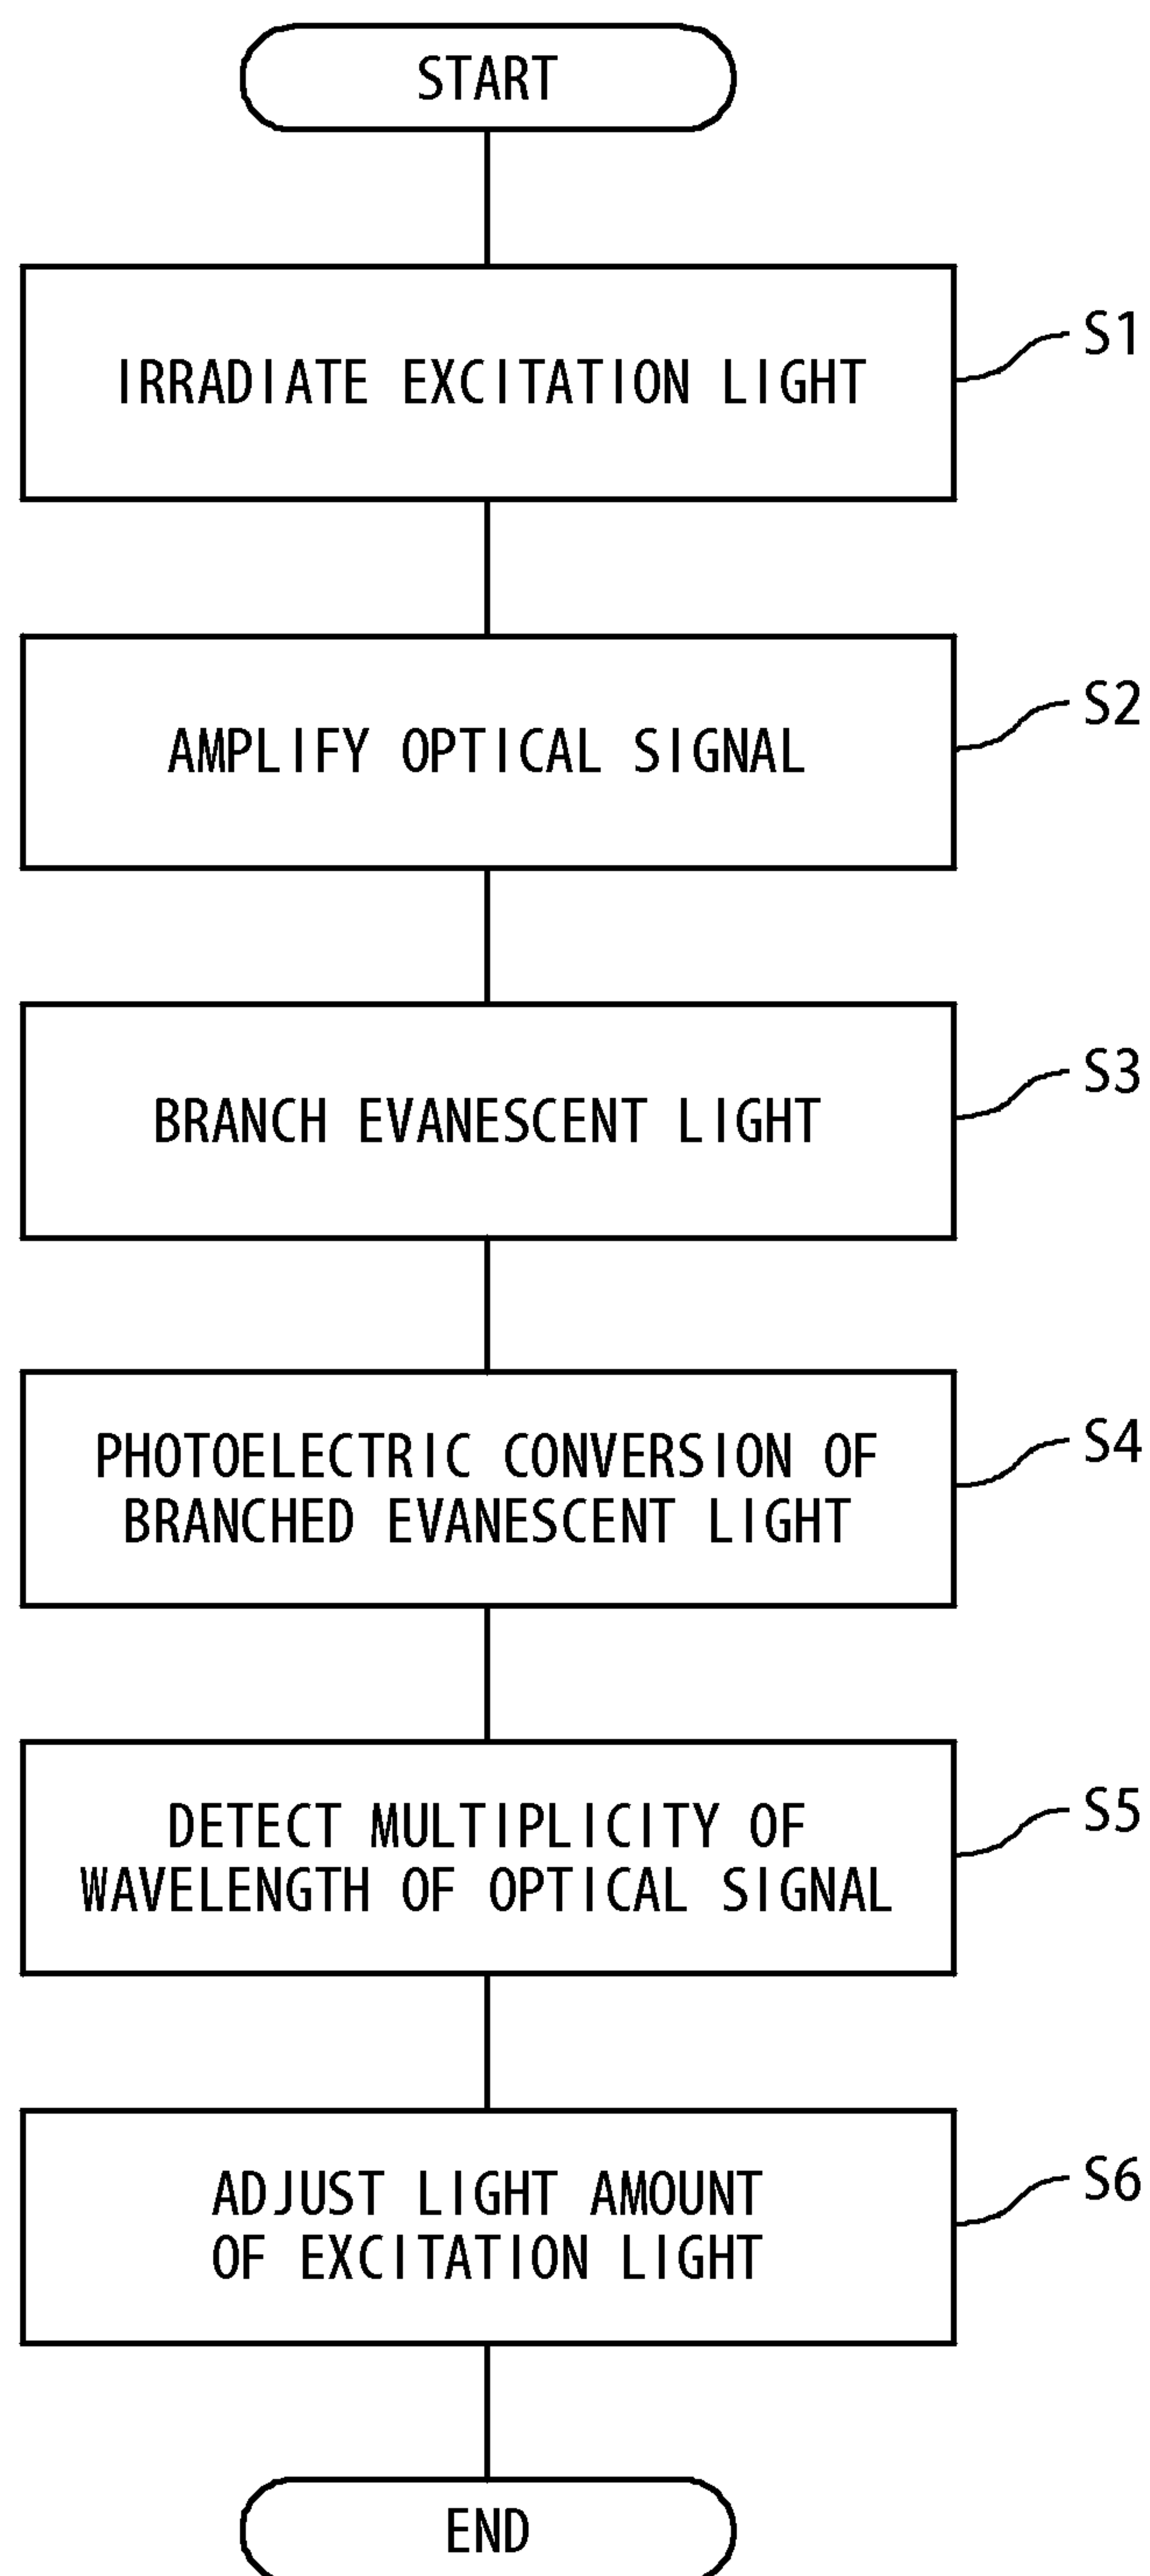 START
IRRADIATE EXCITATION LIGHT
S1
AMPLIFY OPTICAL SIGNAL
S2
BRANCH EVANESCENT LIGHT
S3
PHOTOELECTRIC CONVERSION OF
BRANCHED EVANESCENT LIGHT
S4
DETECT MULTIPLICITY OF
WAVELENGTH OF OPTICAL SIGNAL
S5
ADJUST LIGHT AMOUNT
OF EXCITATION LIGHT
S6
END